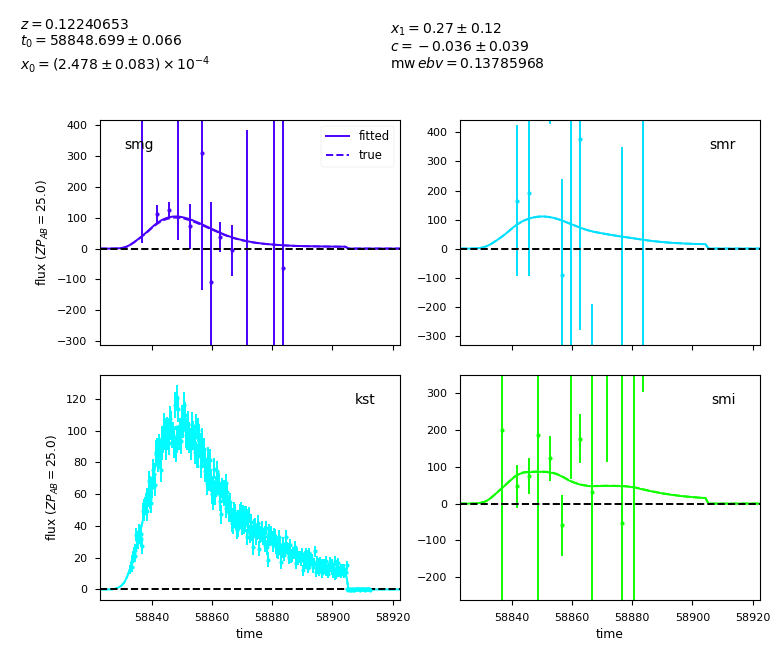 z = 0.12240653
t₀ = 58848.699 ± 0.066
x₀ = (2.478 ± 0.083) × 10⁻⁴
x₁ = 0.27 ± 0.12
c = −0.036 ± 0.039
mw ebv = 0.13785968
400
300
200
100
0
−100
−200
−300
flux (ZP_AB = 25.0)
smg
fitted
true
400
300
200
100
0
−100
−200
−300
smr
120
100
80
60
40
20
0
flux (ZP_AB = 25.0)
kst
58840 58860 58880 58900 58920
time
300
200
100
0
−100
−200
smi
58840 58860 58880 58900 58920
time